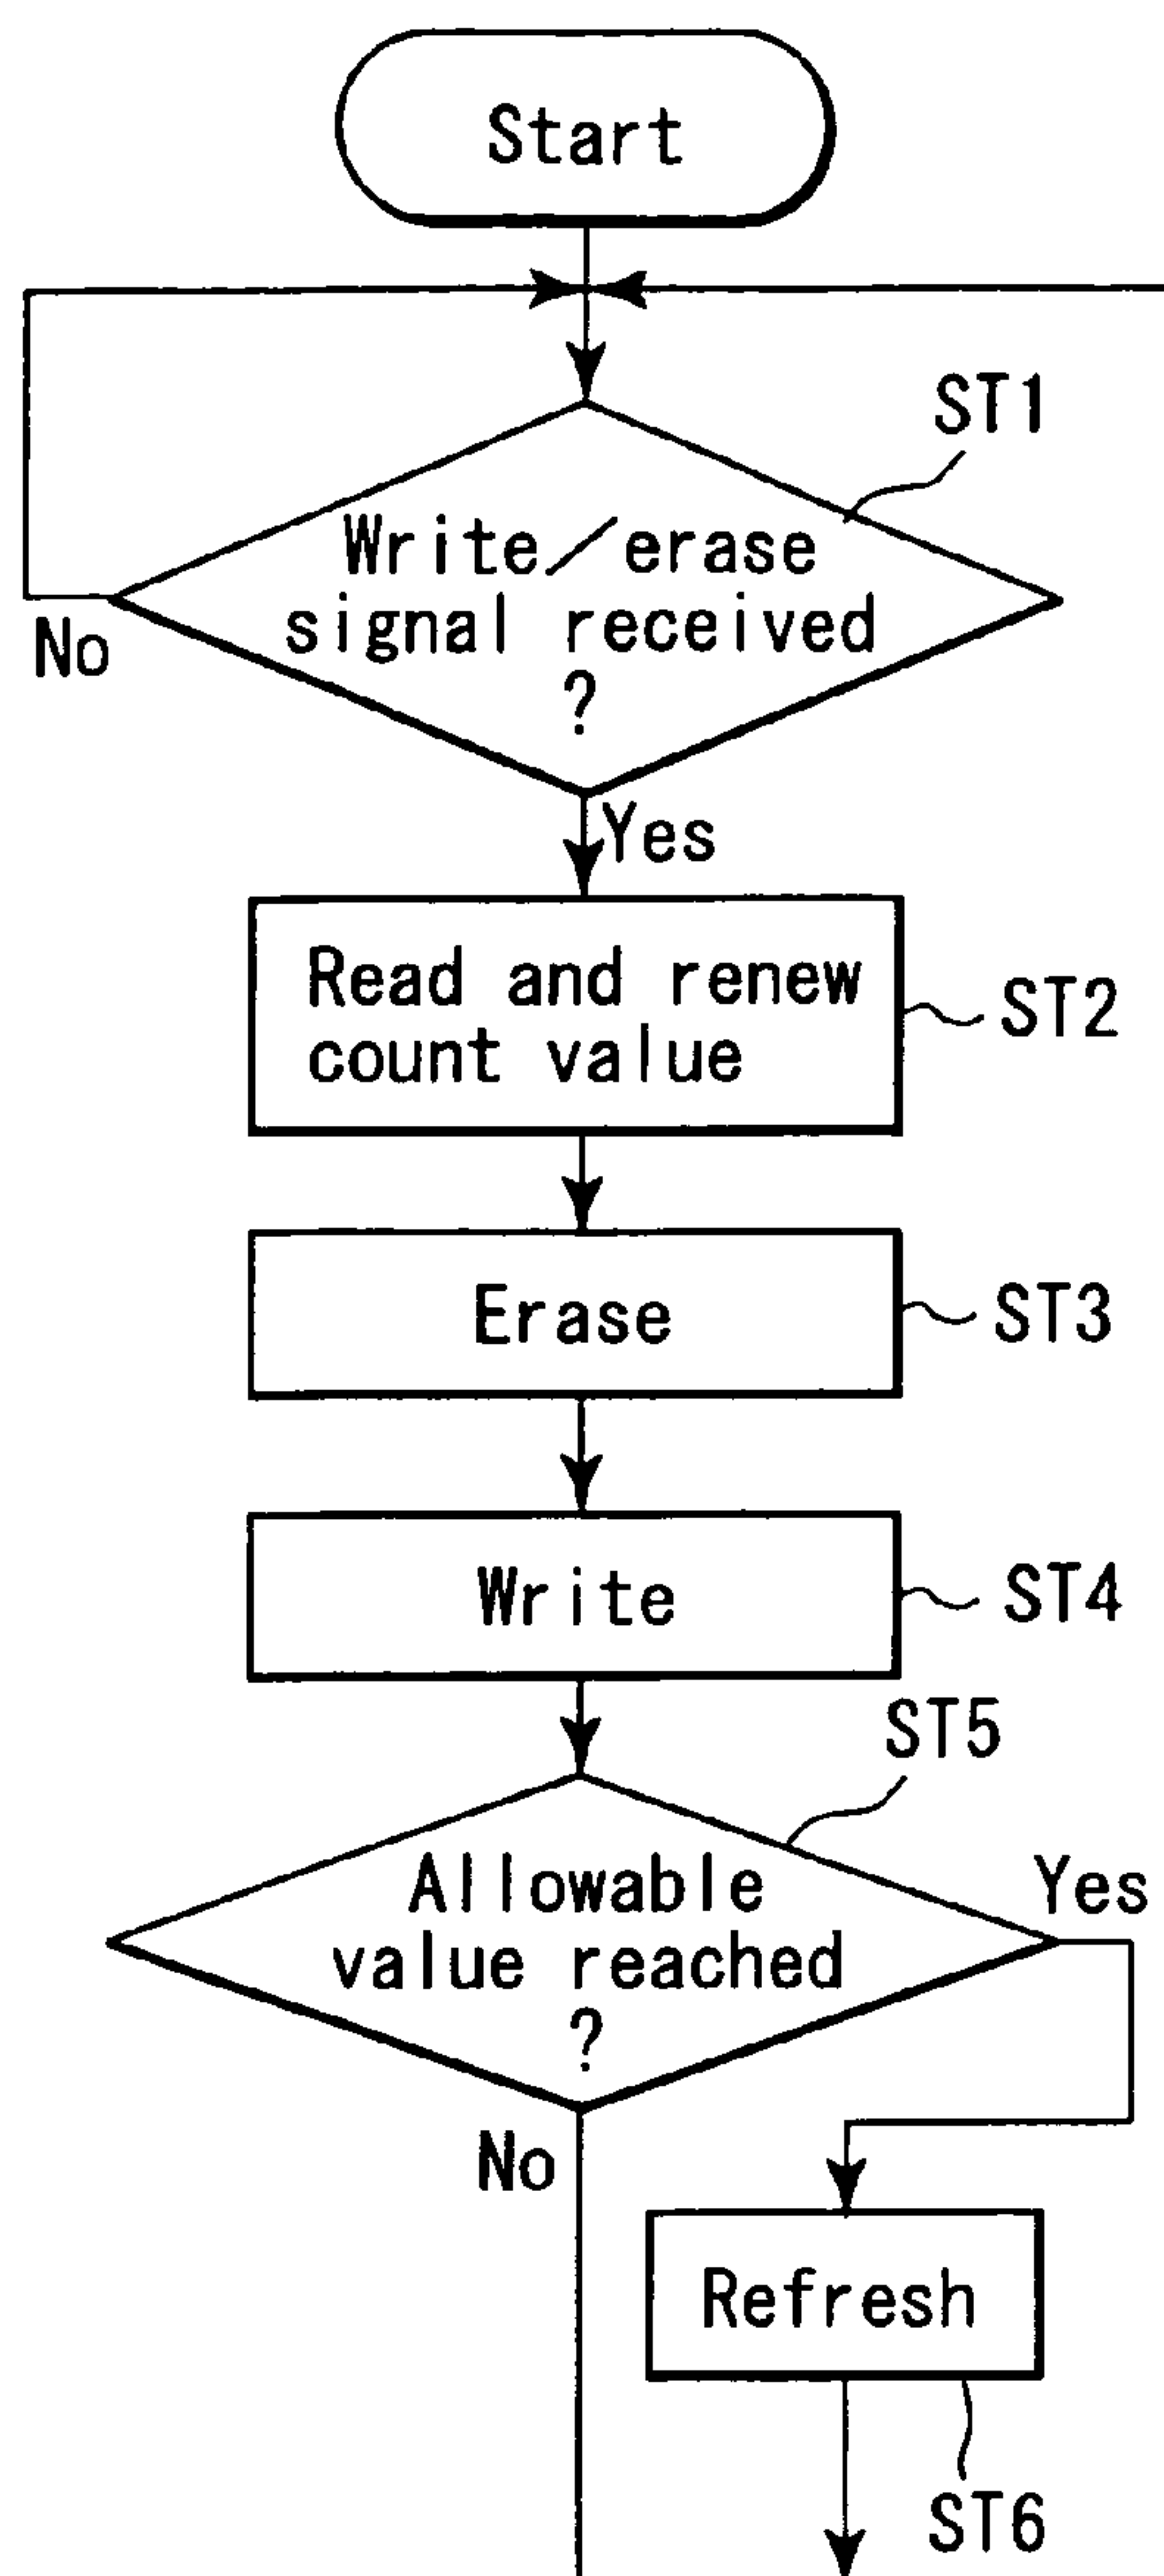 Start
ST1
Write/erase
signal received
?
No
Yes
Read and renew
count value
ST2
Erase
ST3
Write
ST4
ST5
Allowable
value reached
?
Yes
No
Refresh
ST6